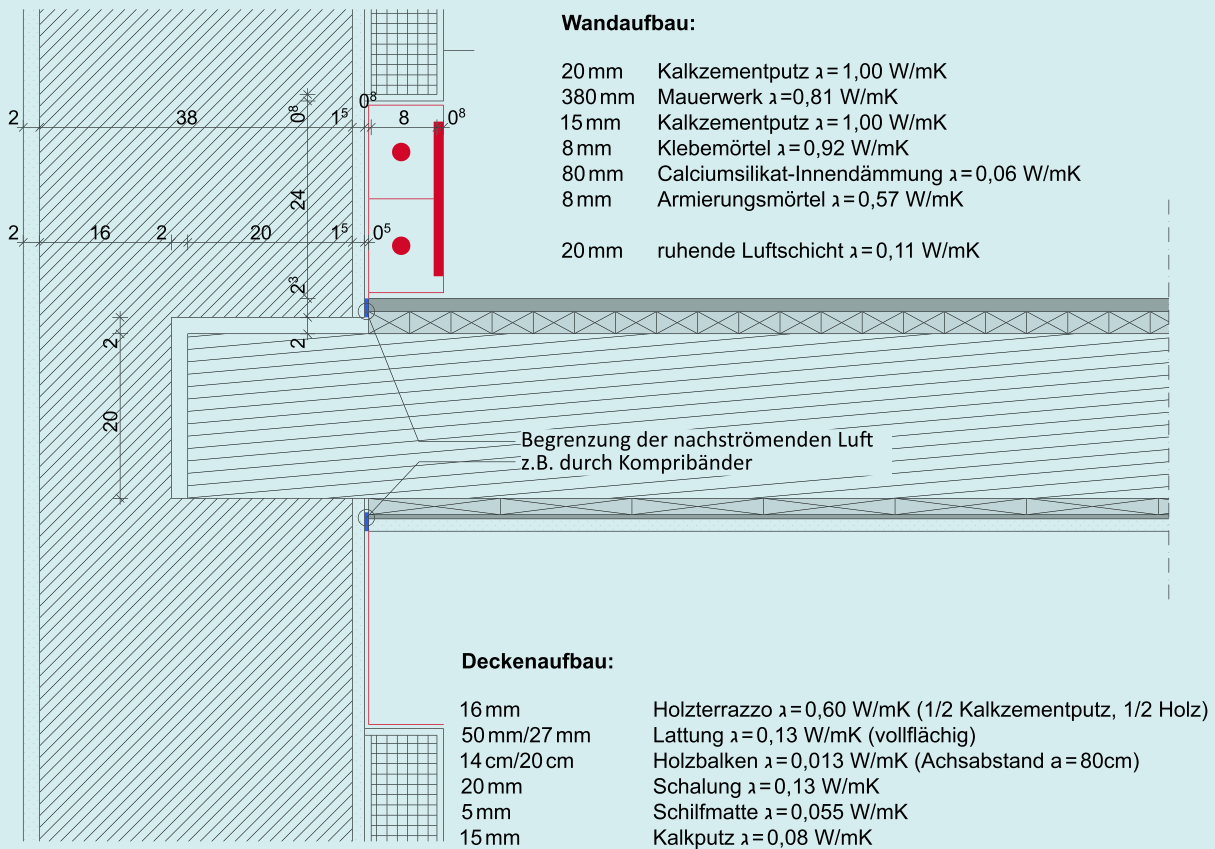 Wandaufbau:
20 mm Kalkzementputz λ = 1,00 W/mK
380 mm Mauerwerk λ =0,81 W/mK
15 mm Kalkzementputz λ = 1,00 W/mK
8 mm Klebemörtel λ = 0,92 W/mK
80 mm Calciumsilikat-Innendämmung λ = 0,06 W/mK
8 mm Armierungsmörtel λ = 0,57 W/mK
20 mm ruhende Luftschicht λ = 0,11 W/mK
2 38 0⁸ 1⁵ 0⁸ 8 0⁸
24
2 16 2 20 1⁵ 0⁵
2³
2 2
20
Begrenzung der nachströmenden Luft
z.B. durch Kompribänder
Deckenaufbau:
16 mm Holzterrazzo λ = 0,60 W/mK (1/2 Kalkzementputz, 1/2 Holz)
50 mm/27 mm Lattung λ = 0,13 W/mK (vollflächig)
14 cm/20 cm Holzbalken λ = 0,013 W/mK (Achsabstand a = 80cm)
20 mm Schalung λ = 0,13 W/mK
5 mm Schilfmatte λ = 0,055 W/mK
15 mm Kalkputz λ = 0,08 W/mK